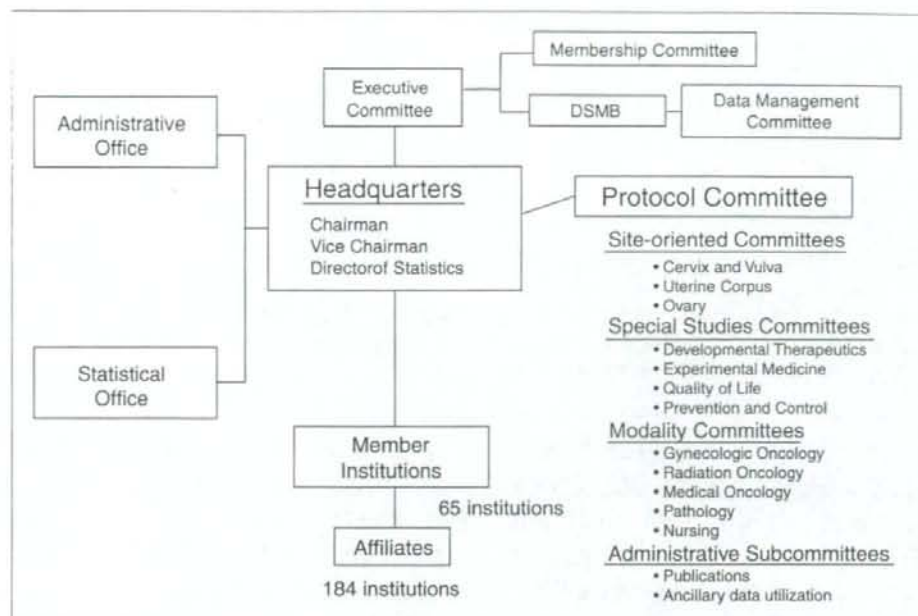 Membership Committee
Executive
Committee
DSMB
Data Management
Committee
Administrative
Office
Headquarters
Chairman
Vice Chairman
Directorof Statistics
Protocol Committee
Site-oriented Committees
• Cervix and Vulva
• Uterine Corpus
• Ovary
Special Studies Committees
• Developmental Therapeutics
• Experimental Medicine
• Quality of Life
• Prevention and Control
Modality Committees
• Gynecologic Oncology
• Radiation Oncology
• Medical Oncology
• Pathology
• Nursing
Administrative Subcommittees
• Publications
• Ancillary data utilization
Statistical
Office
Member
Institutions
65 institutions
Affiliates
184 institutions